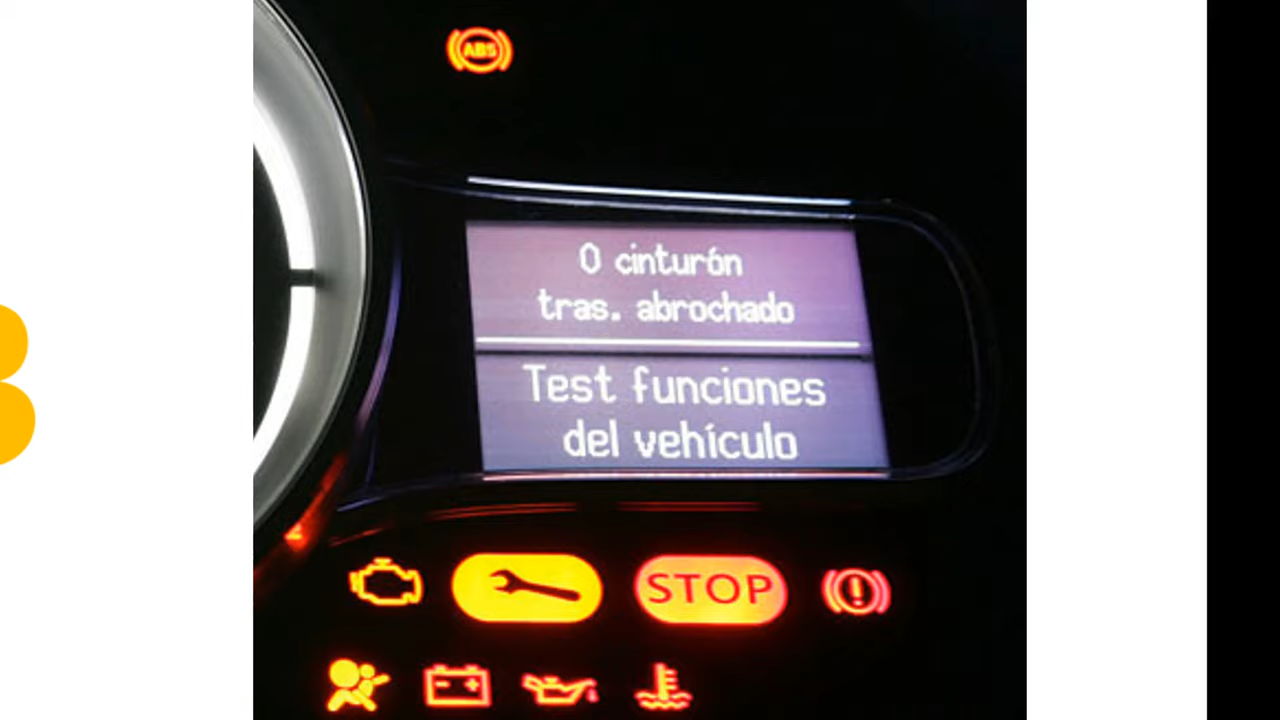 ABS
0 cinturón
tras. abrochado
Test funciones
del vehículo
STOP